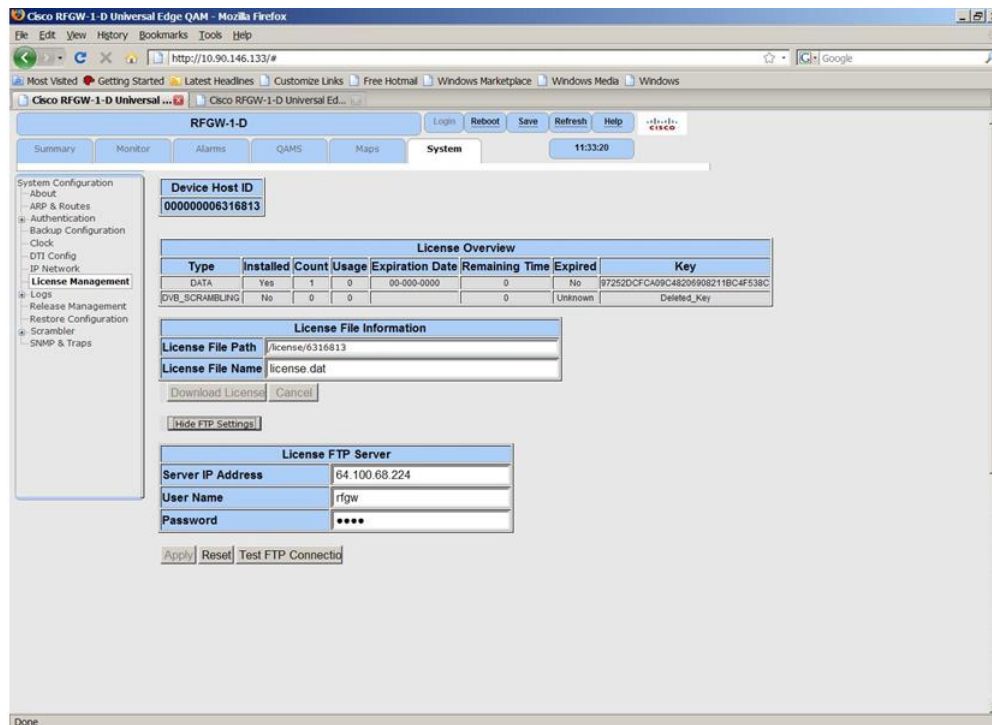 Cisco RFGW-1-D Universal Edge QAM - Mozilla Firefox
File Edit View History Bookmarks Tools Help
http://10.90.146.133/#
Google
Most Visited Getting Started Latest Headlines Customize Links Free Hotmail Windows Marketplace Windows Media Windows
Cisco RFGW-1-D Universal ... Cisco RFGW-1-D Universal Ed...
RFGW-1-D
Login Reboot Save Refresh Help
CISCO
Summary Monitor Alarms QAMS Maps System
11:33:20
System Configuration
About
ARP & Routes
Authentication
Backup Configuration
Clock
DTI Config
IP Network
License Management
Logs
Release Management
Restore Configuration
Scrambler
SNMP & Traps
Device Host ID
000000006316813
License Overview
Type Installed Count Usage Expiration Date Remaining Time Expired Key
DATA Yes 1 0 00-000-0000 0 No 97252DCFCA09C48206908211BC4F538C
DVB_SCRAMBLING No 0 0 0 Unknown Deleted_Key
License File Information
License File Path /license/6316813
License File Name license.dat
Download License Cancel
Hide FTP Settings
License FTP Server
Server IP Address 64.100.68.224
User Name rfgw
Password ••••
Apply Reset Test FTP Connectio
Done